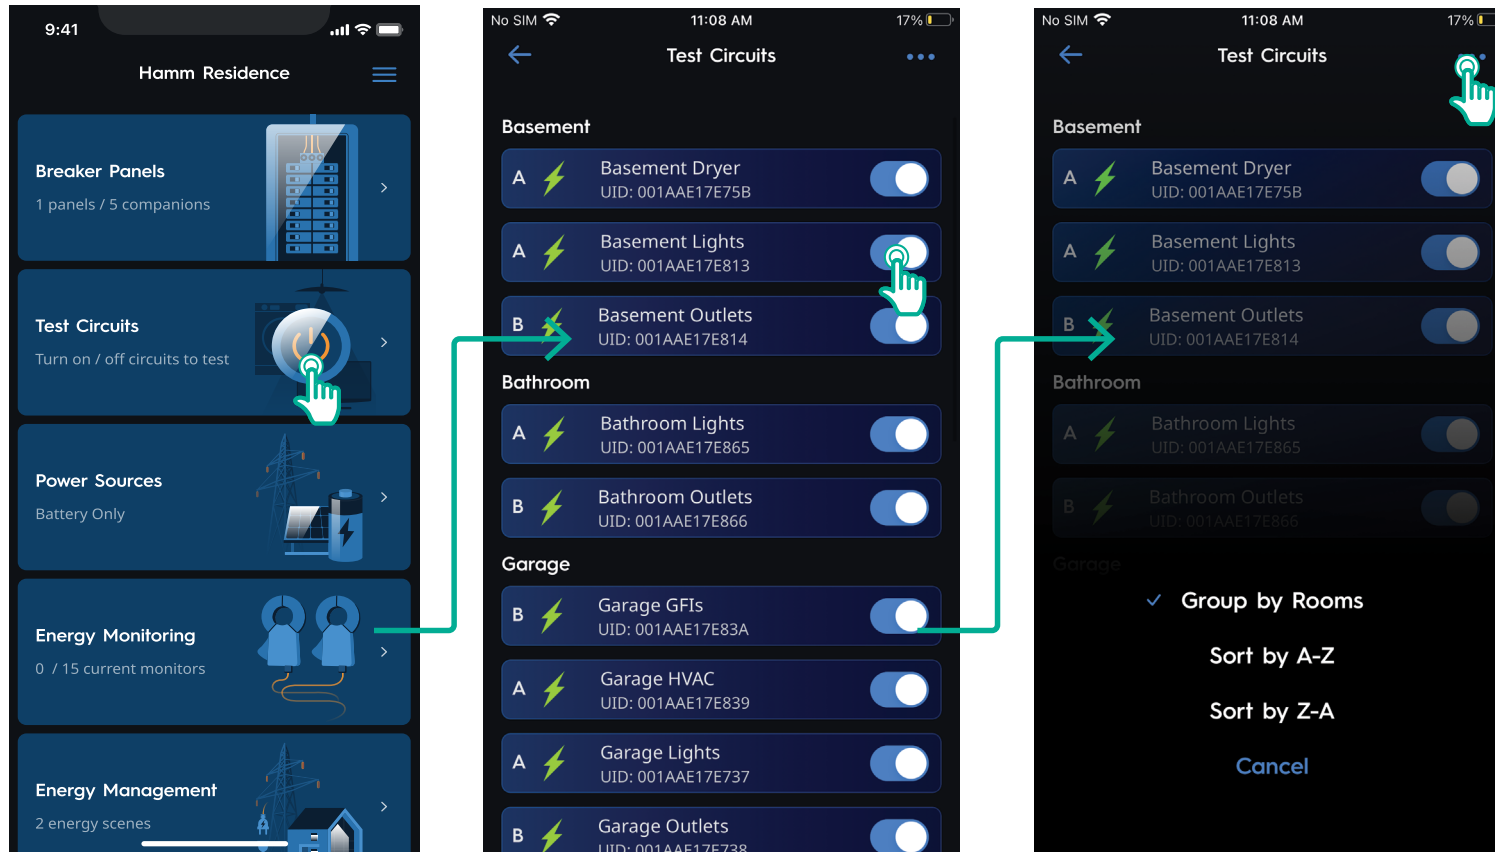 9:41
Hamm Residence
Breaker Panels
1 panels / 5 companions
Test Circuits
Turn on / off circuits to test
Power Sources
Battery Only
Energy Monitoring
0 / 15 current monitors
Energy Management
2 energy scenes
No SIM 11:08 AM 17%
Test Circuits
Basement
A Basement Dryer
UID: 001AAE17E75B
A Basement Lights
UID: 001AAE17E813
B Basement Outlets
UID: 001AAE17E814
Bathroom
A Bathroom Lights
UID: 001AAE17E865
B Bathroom Outlets
UID: 001AAE17E866
Garage
B Garage GFIs
UID: 001AAE17E83A
A Garage HVAC
UID: 001AAE17E839
A Garage Lights
UID: 001AAE17E737
B Garage Outlets
UID: 001AAE17E738
No SIM 11:08 AM 17%
Test Circuits
Basement
A Basement Dryer
UID: 001AAE17E75B
A Basement Lights
UID: 001AAE17E813
B Basement Outlets
UID: 001AAE17E814
Bathroom
A Bathroom Lights
UID: 001AAE17E865
B Bathroom Outlets
UID: 001AAE17E866
Garage
Group by Rooms
Sort by A-Z
Sort by Z-A
Cancel